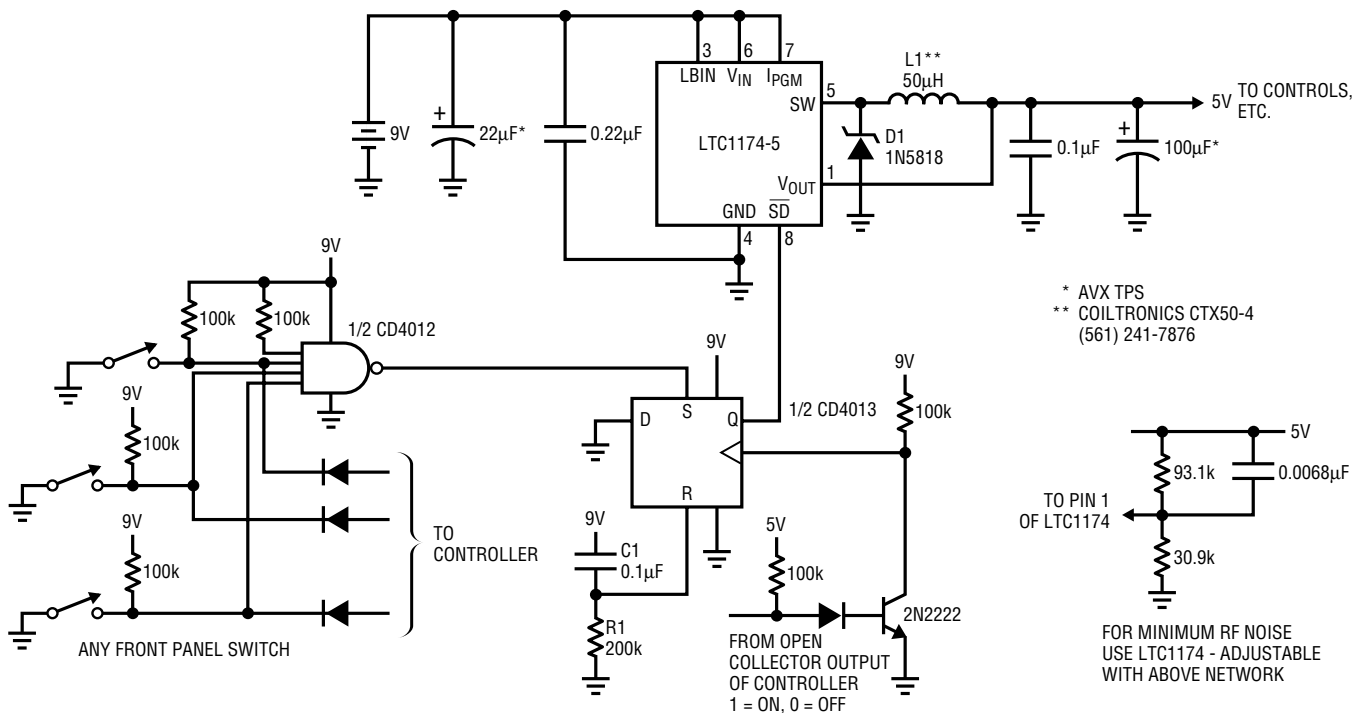 3
6
7
LBIN
VIN
IPGM
L1**
50µH
SW
5
5V
TO CONTROLS,
ETC.
+
9V
22µF*
0.22µF
LTC1174-5
D1
1N5818
0.1µF
+
100µF*
VOUT
1
GND
SD
4
8
9V
100k
100k
1/2 CD4012
* AVX TPS
** COILTRONICS CTX50-4
(561) 241-7876
9V
100k
9V
D
S
Q
1/2 CD4013
9V
100k
R
5V
93.1k
0.0068µF
TO PIN 1
OF LTC1174
30.9k
9V
100k
TO
CONTROLLER
9V
C1
0.1µF
5V
100k
R1
200k
2N2222
ANY FRONT PANEL SWITCH
FROM OPEN
COLLECTOR OUTPUT
OF CONTROLLER
1 = ON, 0 = OFF
FOR MINIMUM RF NOISE
USE LTC1174 - ADJUSTABLE
WITH ABOVE NETWORK